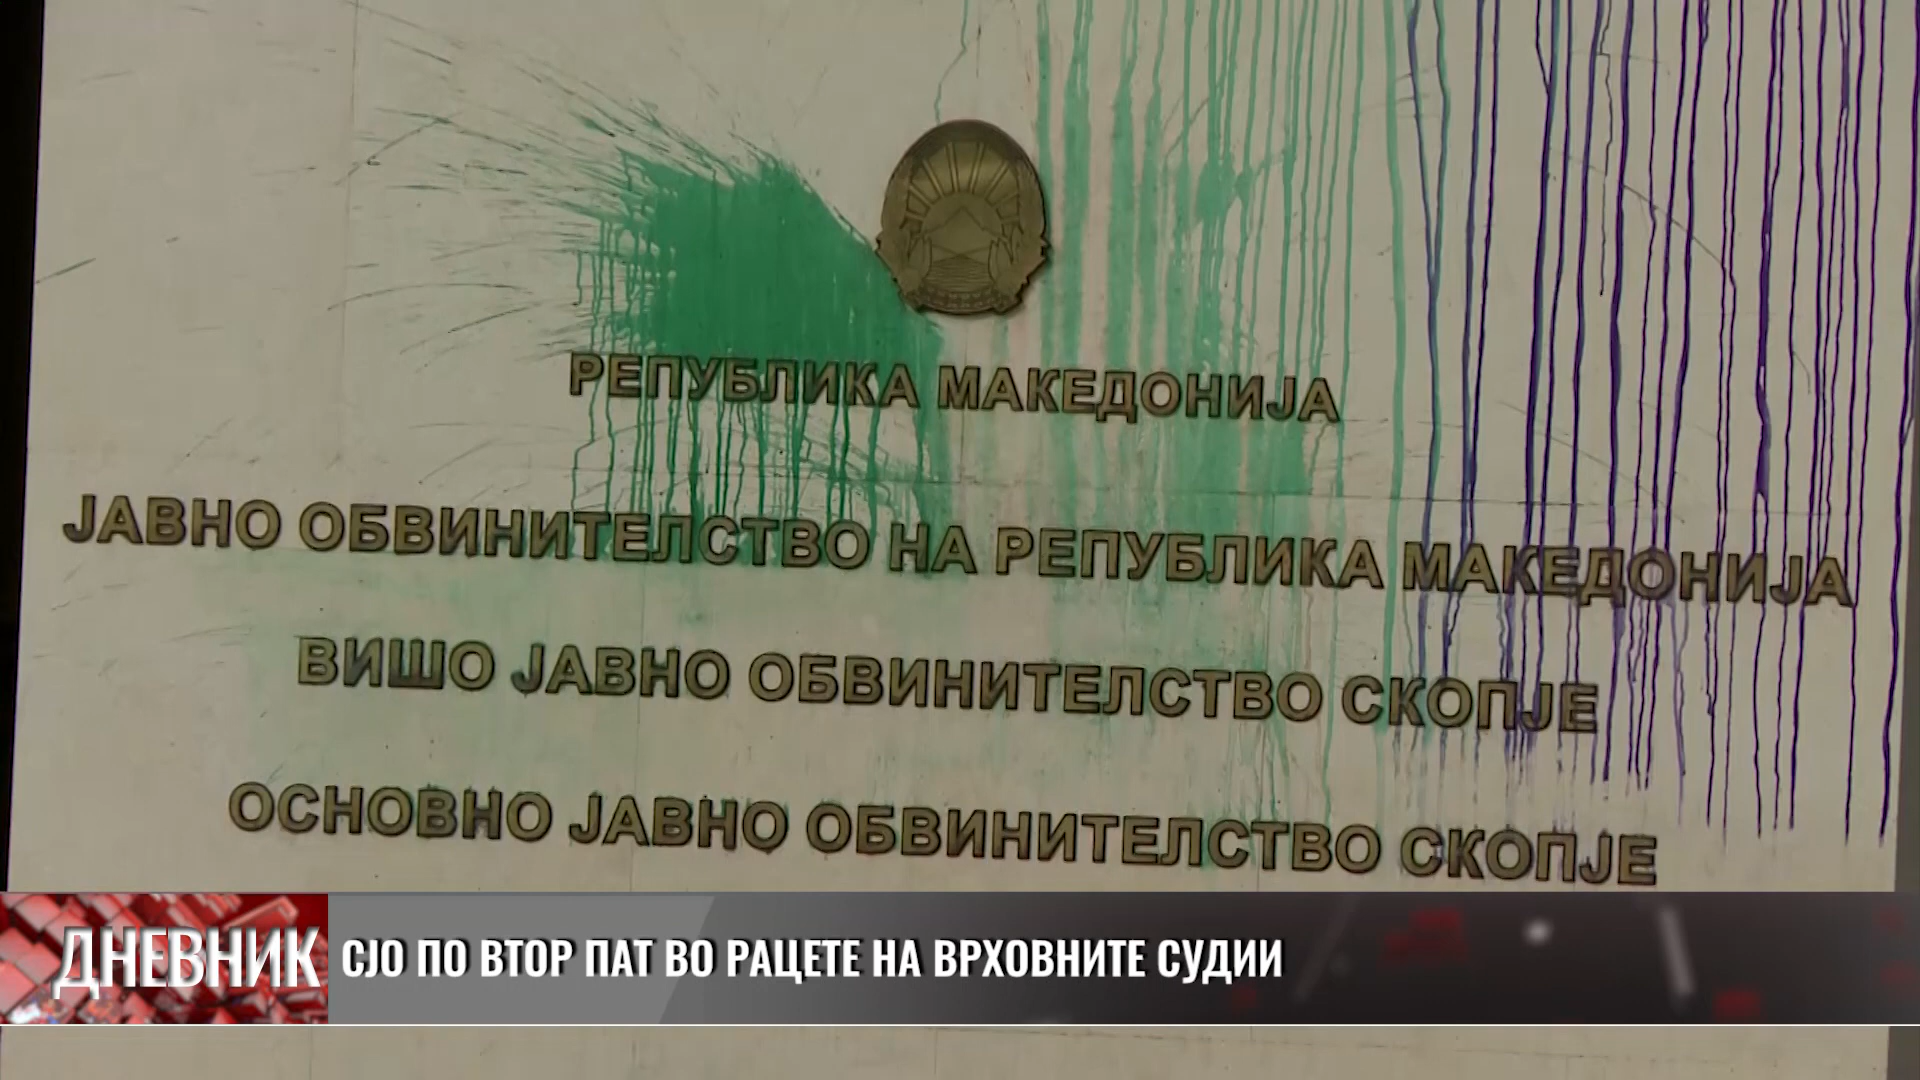 РЕПУБЛИКА МАКЕДОНИЈА
ЈАВНО ОБВИНИТЕЛСТВО НА РЕПУБЛИКА МАКЕДОНИЈА
ВИШО ЈАВНО ОБВИНИТЕЛСТВО СКОПЈЕ
ОСНОВНО ЈАВНО ОБВИНИТЕЛСТВО СКОПЈЕ
ДНЕВНИК
СЈО ПО ВТОР ПАТ ВО РАЦЕТЕ НА ВРХОВНИТЕ СУДИИ